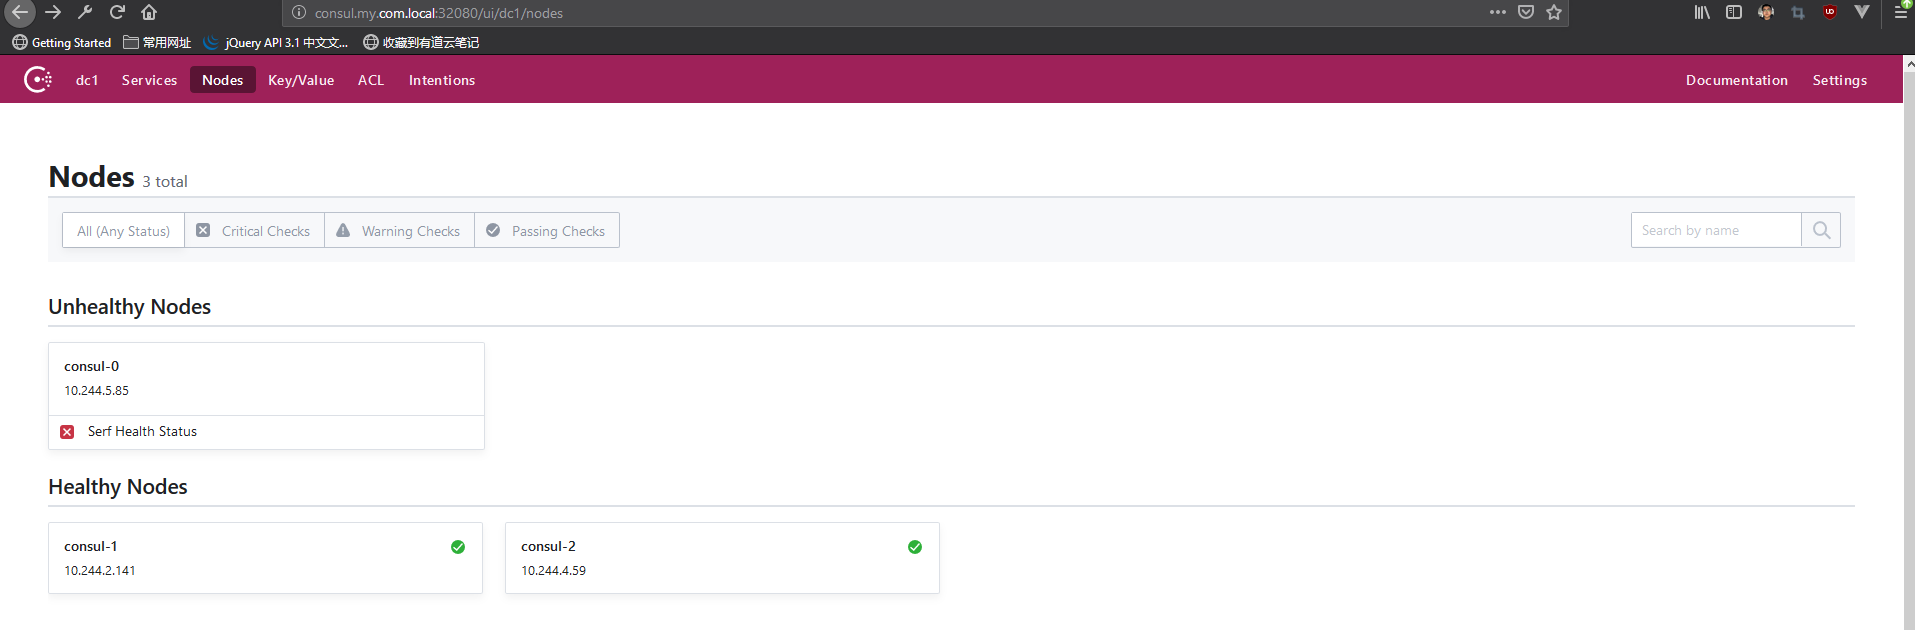 consul.my.com.local:32080/ui/dc1/nodes
Getting Started 常用网址 jQuery API 3.1 中文文... 收藏到有道云笔记
dc1 Services Nodes Key/Value ACL Intentions Documentation Settings
Nodes 3 total
All (Any Status) Critical Checks Warning Checks Passing Checks Search by name
Unhealthy Nodes
consul-0
10.244.5.85
Serf Health Status
Healthy Nodes
consul-1 consul-2
10.244.2.141 10.244.4.59